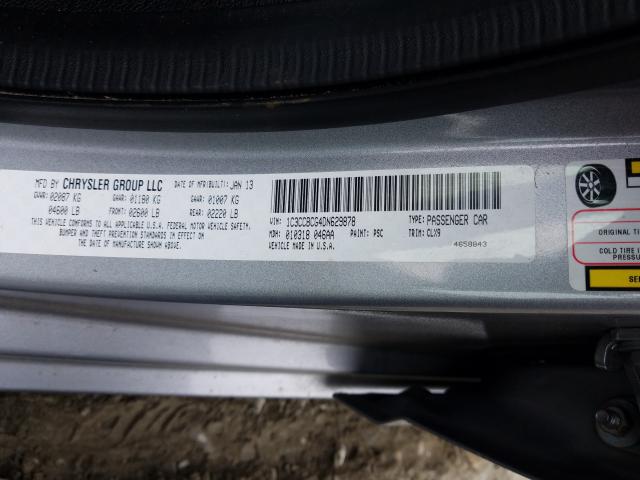 MFD BY CHRYSLER GROUP LLC DATE OF MFR(BUILT): JAN 13
GVWR: 02087 KG GAWR: 01180 KG GAWR: 01007 KG
04600 LB FRONT: 02600 LB REAR: 02220 LB
THIS VEHICLE CONFORMS TO ALL APPLICABLE U.S.A. FEDERAL MOTOR VEHICLE SAFETY,
BUMPER AND THEFT PREVENTION STANDARDS IN EFFECT ON
THE DATE OF MANUFACTURE SHOWN ABOVE.
VIN: 1C3CCBCG4DN629878 TYPE: PASSENGER CAR
MDH: 010318 046AA PAINT: PSC TRIM: CLX9
VEHICLE MADE IN U.S.A. 4658843
ORIGINAL TI
COLD TIRE I
PRESSU
SEE